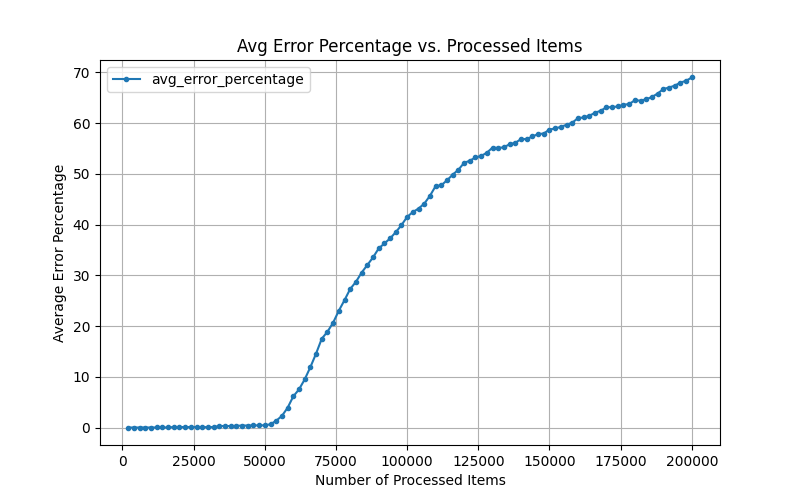 Avg Error Percentage vs. Processed Items
avg_error_percentage
Average Error Percentage
70
60
50
40
30
20
10
0
0 25000 50000 75000 100000 125000 150000 175000 200000
Number of Processed Items